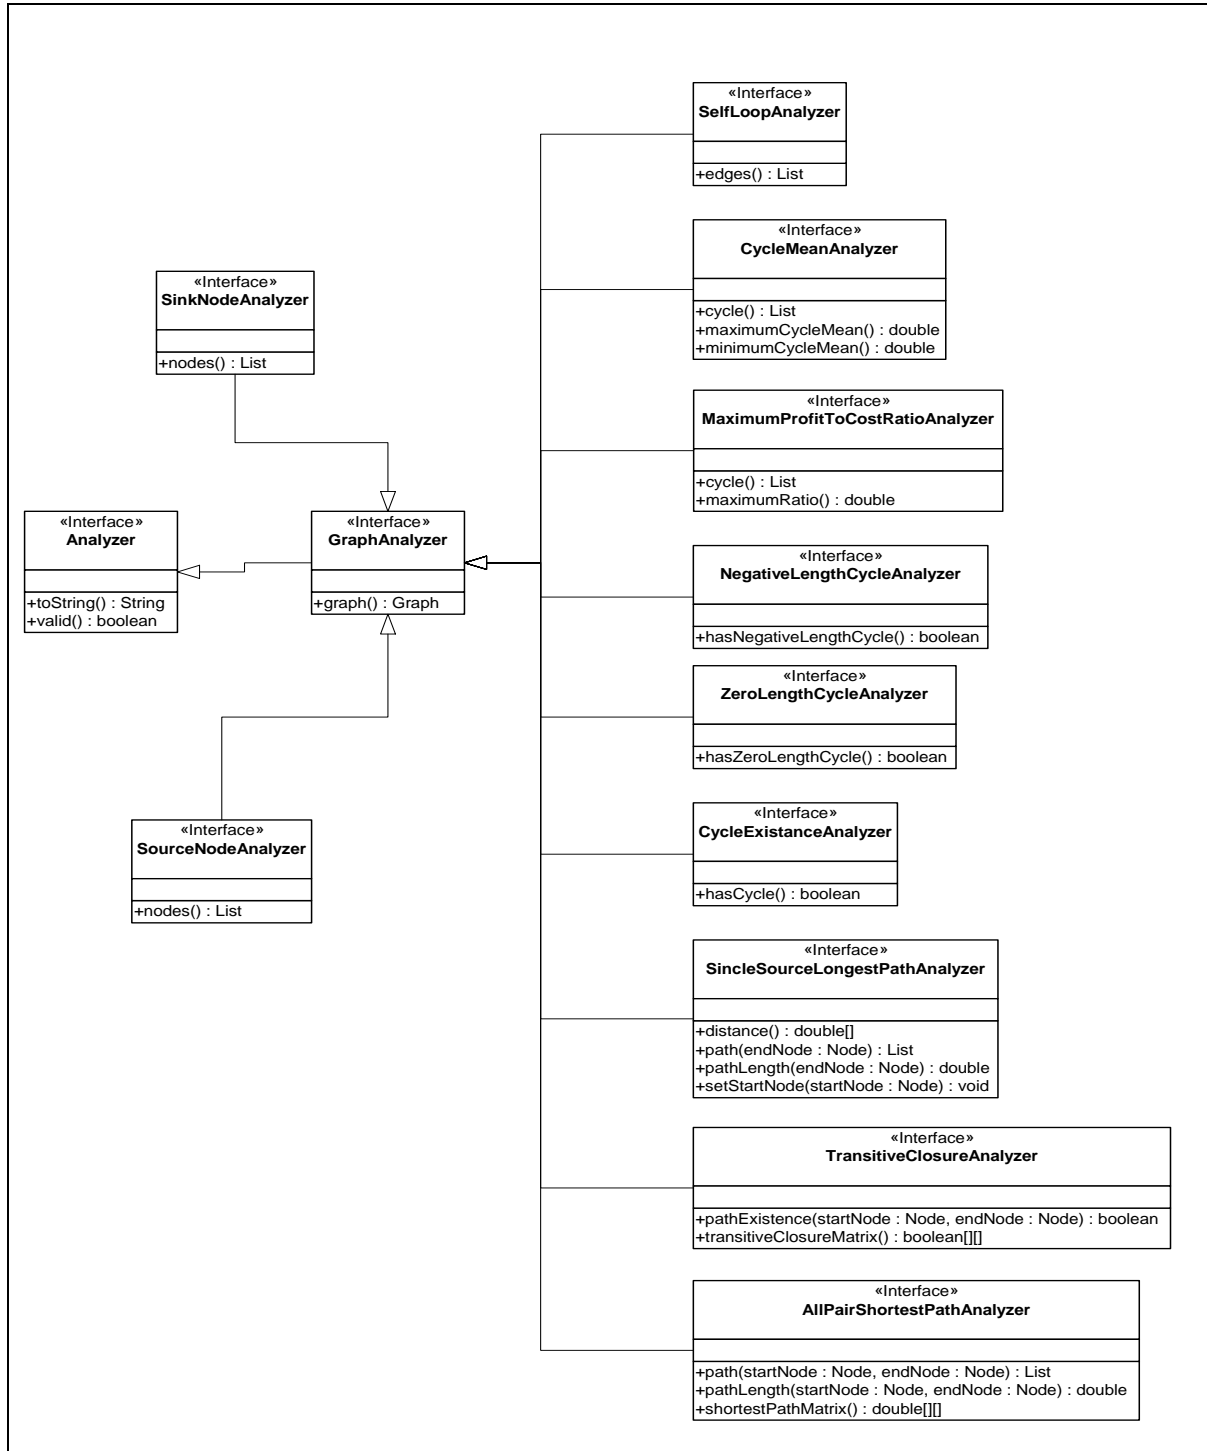 «Interface»
SelfLoopAnalyzer
+edges() : List
«Interface»
CycleMeanAnalyzer
+cycle() : List
+maximumCycleMean() : double
+minimumCycleMean() : double
«Interface»
SinkNodeAnalyzer
+nodes() : List
«Interface»
MaximumProfitToCostRatioAnalyzer
+cycle() : List
+maximumRatio() : double
«Interface»
Analyzer
+toString() : String
+valid() : boolean
«Interface»
GraphAnalyzer
+graph() : Graph
«Interface»
NegativeLengthCycleAnalyzer
+hasNegativeLengthCycle() : boolean
«Interface»
ZeroLengthCycleAnalyzer
+hasZeroLengthCycle() : boolean
«Interface»
SourceNodeAnalyzer
+nodes() : List
«Interface»
CycleExistanceAnalyzer
+hasCycle() : boolean
«Interface»
SincleSourceLongestPathAnalyzer
+distance() : double[]
+path(endNode : Node) : List
+pathLength(endNode : Node) : double
+setStartNode(startNode : Node) : void
«Interface»
TransitiveClosureAnalyzer
+pathExistence(startNode : Node, endNode : Node) : boolean
+transitiveClosureMatrix() : boolean[][]
«Interface»
AllPairShortestPathAnalyzer
+path(startNode : Node, endNode : Node) : List
+pathLength(startNode : Node, endNode : Node) : double
+shortestPathMatrix() : double[][]